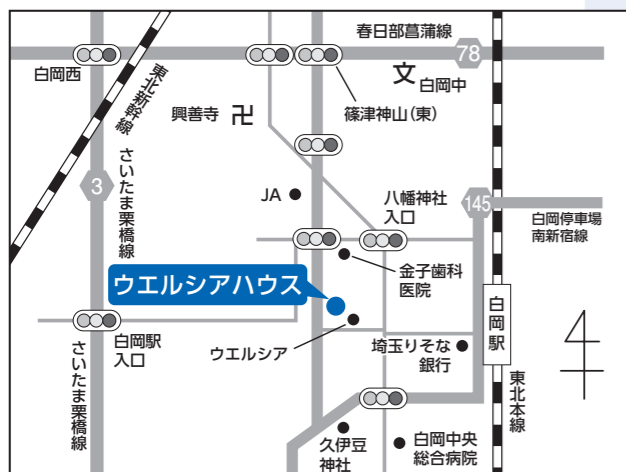 春日部菖蒲線
78
白岡西
文 白岡中
東北新幹線
興善寺 卍
篠津神山(東)
3
さいたま栗橋線
JA
八幡神社
入口
145
白岡停車場
南新宿線
金子歯科
医院
ウエルシアハウス
白岡駅
白岡駅
入口
ウエルシア
埼玉りそな
銀行
さいたま栗橋線
東北本線
久伊豆
神社
白岡中央
総合病院